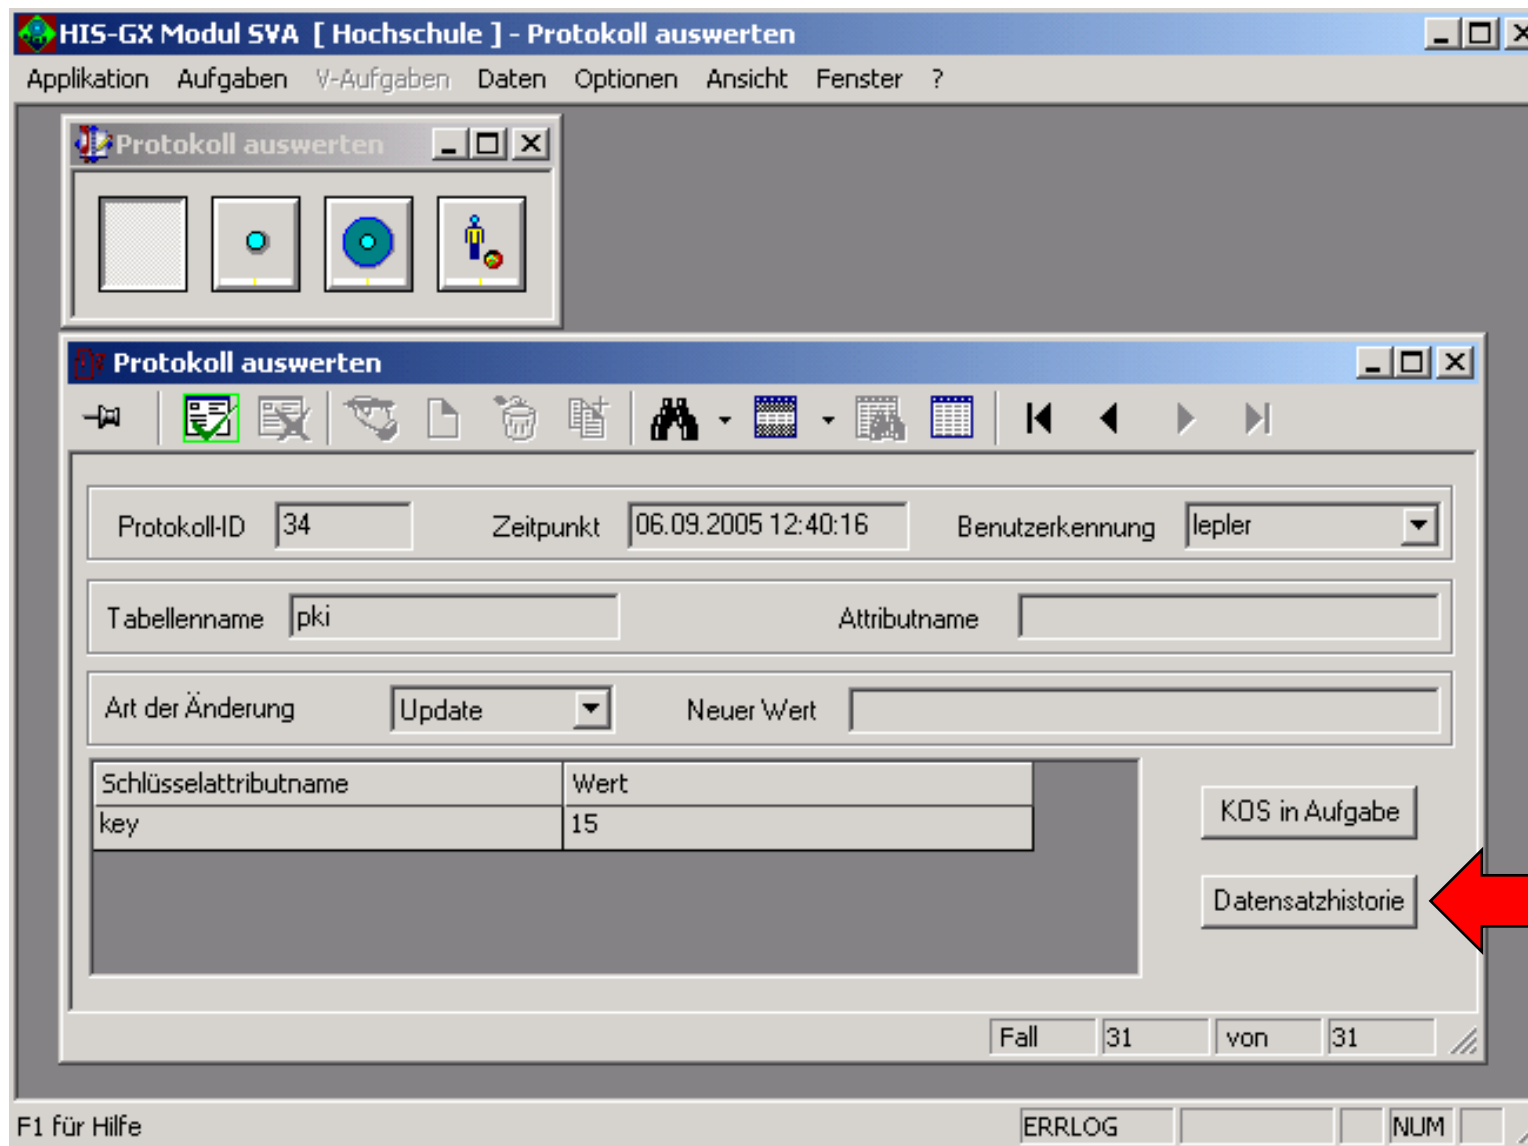 HIS-GX Modul SVA [ Hochschule ] - Protokoll auswerten
Applikation Aufgaben V-Aufgaben Daten Optionen Ansicht Fenster ?
Protokoll auswerten
Protokoll auswerten
Protokoll-ID 34 Zeitpunkt 06.09.2005 12:40:16 Benutzerkennung lepler
Tabellenname pki Attributname
Art der Änderung Update Neuer Wert
Schlüsselattributname Wert
key 15
KOS in Aufgabe
Datensatzhistorie
Fall 31 von 31
F1 für Hilfe ERRLOG NUM